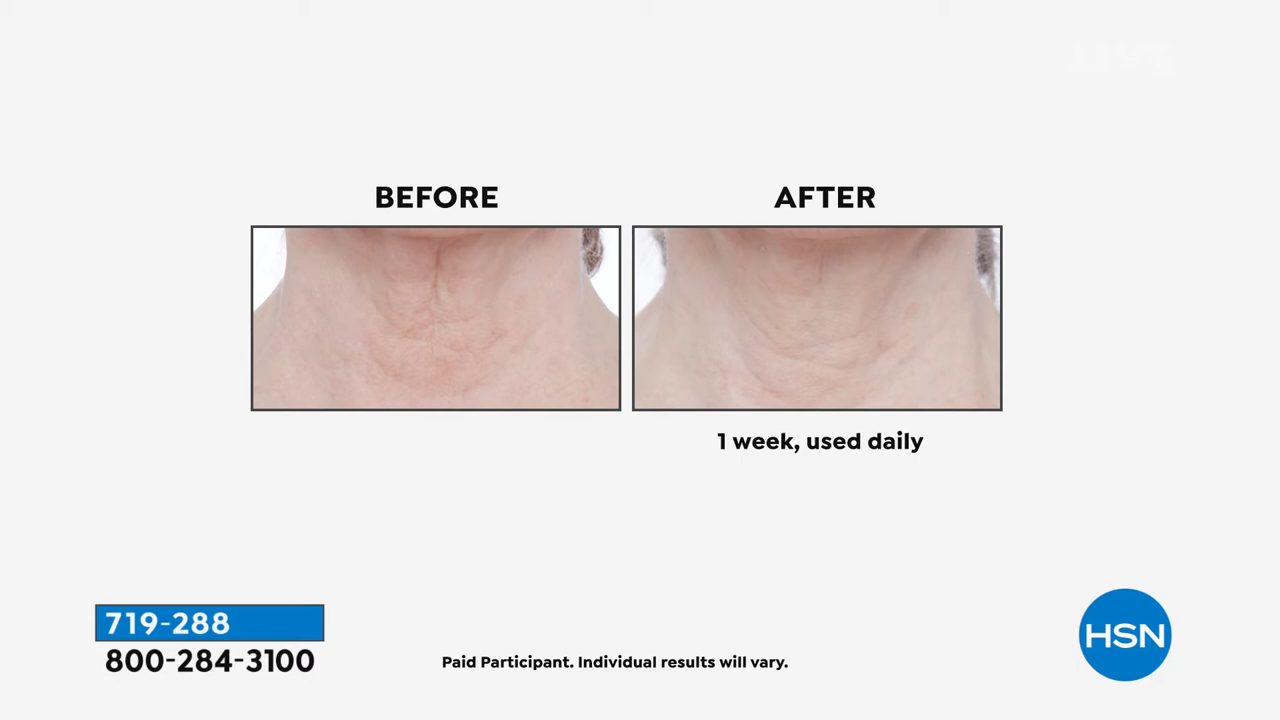 BEFORE
AFTER
1 week, used daily
719-288
800-284-3100
Paid Participant. Individual results will vary.
HSN